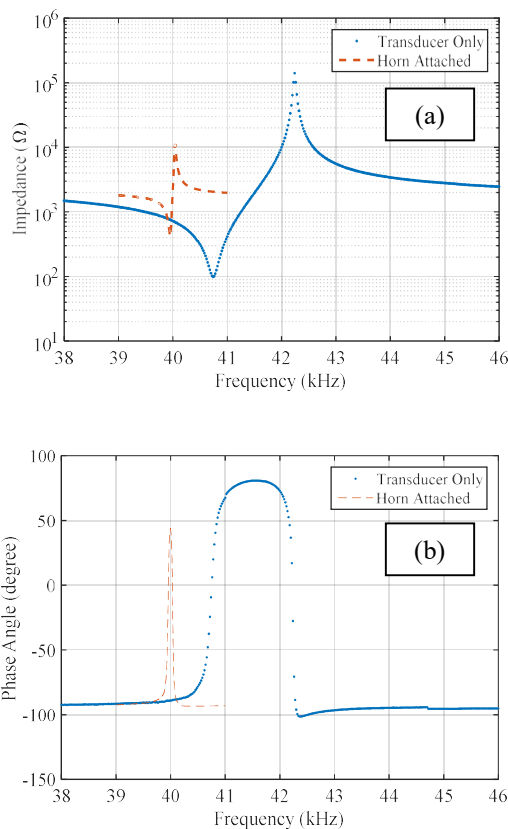 10^6
10^5
10^4
10^3
10^2
10^1
Impedance (Ω)
Transducer Only
Horn Attached
(a)
38 39 40 41 42 43 44 45 46
Frequency (kHz)
100
50
0
-50
-100
-150
Phase Angle (degree)
Transducer Only
Horn Attached
(b)
38 39 40 41 42 43 44 45 46
Frequency (kHz)